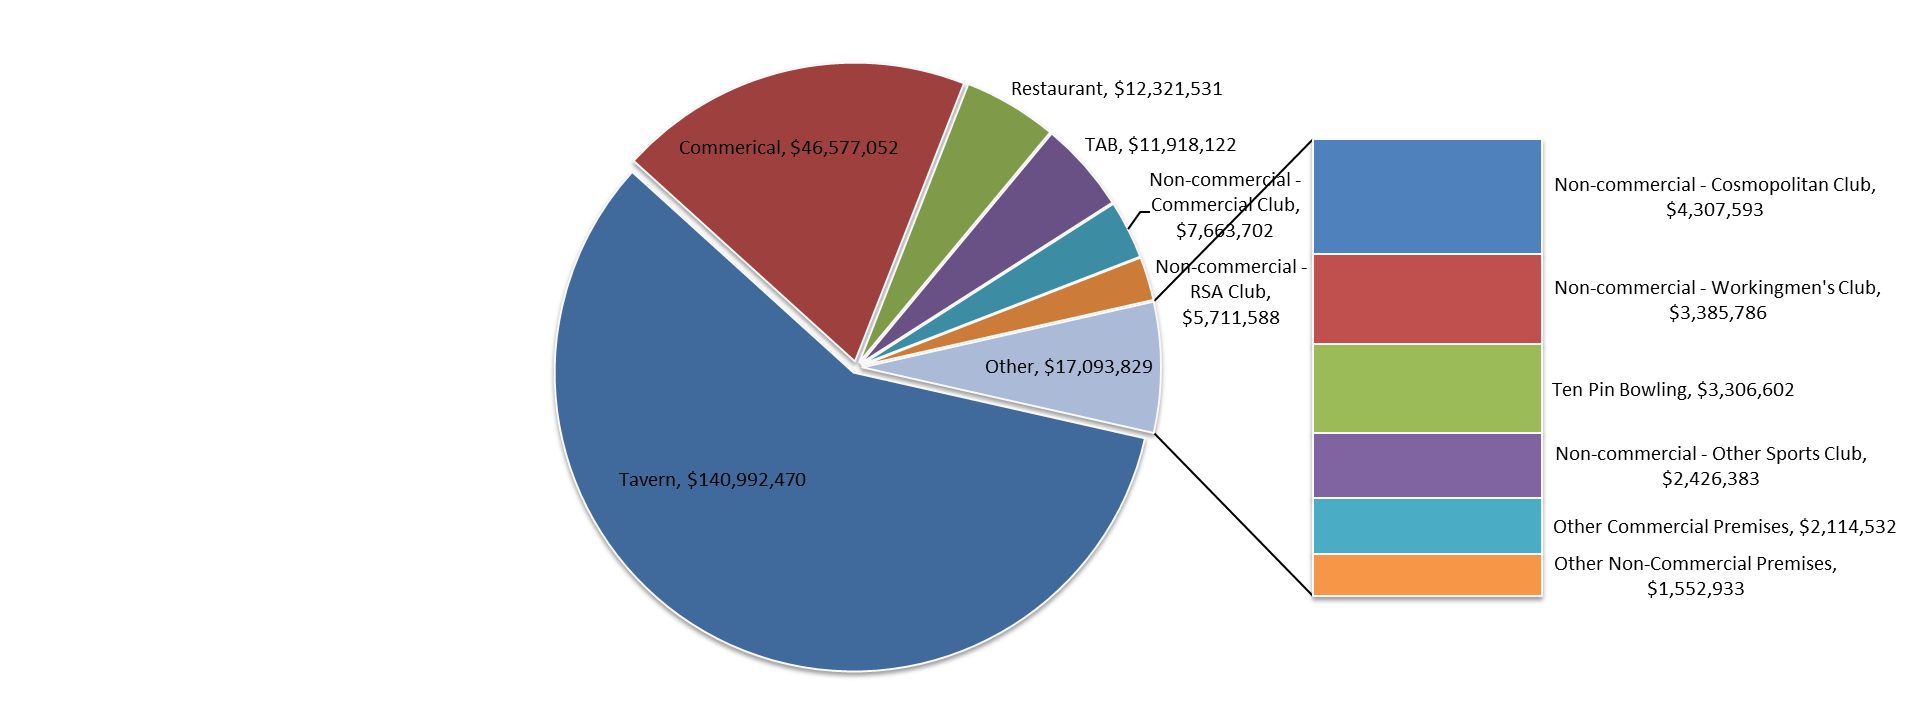 Restaurant, $12,321,531
Commerical, $46,577,052
TAB, $11,918,122
Non-commercial -
Commercial Club,
$7,663,702
Non-commercial -
RSA Club,
$5,711,588
Other, $17,093,829
Tavern, $140,992,470
Non-commercial - Cosmopolitan Club,
$4,307,593
Non-commercial - Workingmen's Club,
$3,385,786
Ten Pin Bowling, $3,306,602
Non-commercial - Other Sports Club,
$2,426,383
Other Commercial Premises, $2,114,532
Other Non-Commercial Premises,
$1,552,933